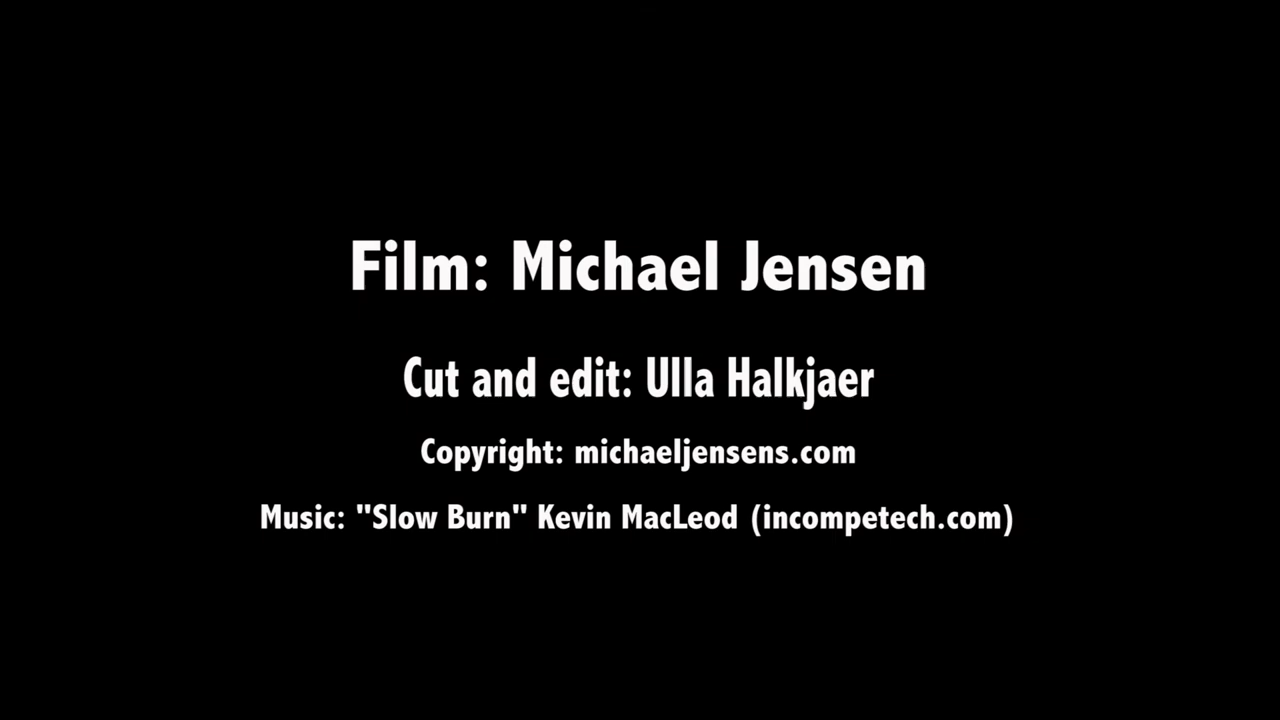 Film: Michael Jensen
Cut and edit: Ulla Halkjaer
Copyright: michaeljensens.com
Music: "Slow Burn" Kevin MacLeod (incompetech.com)